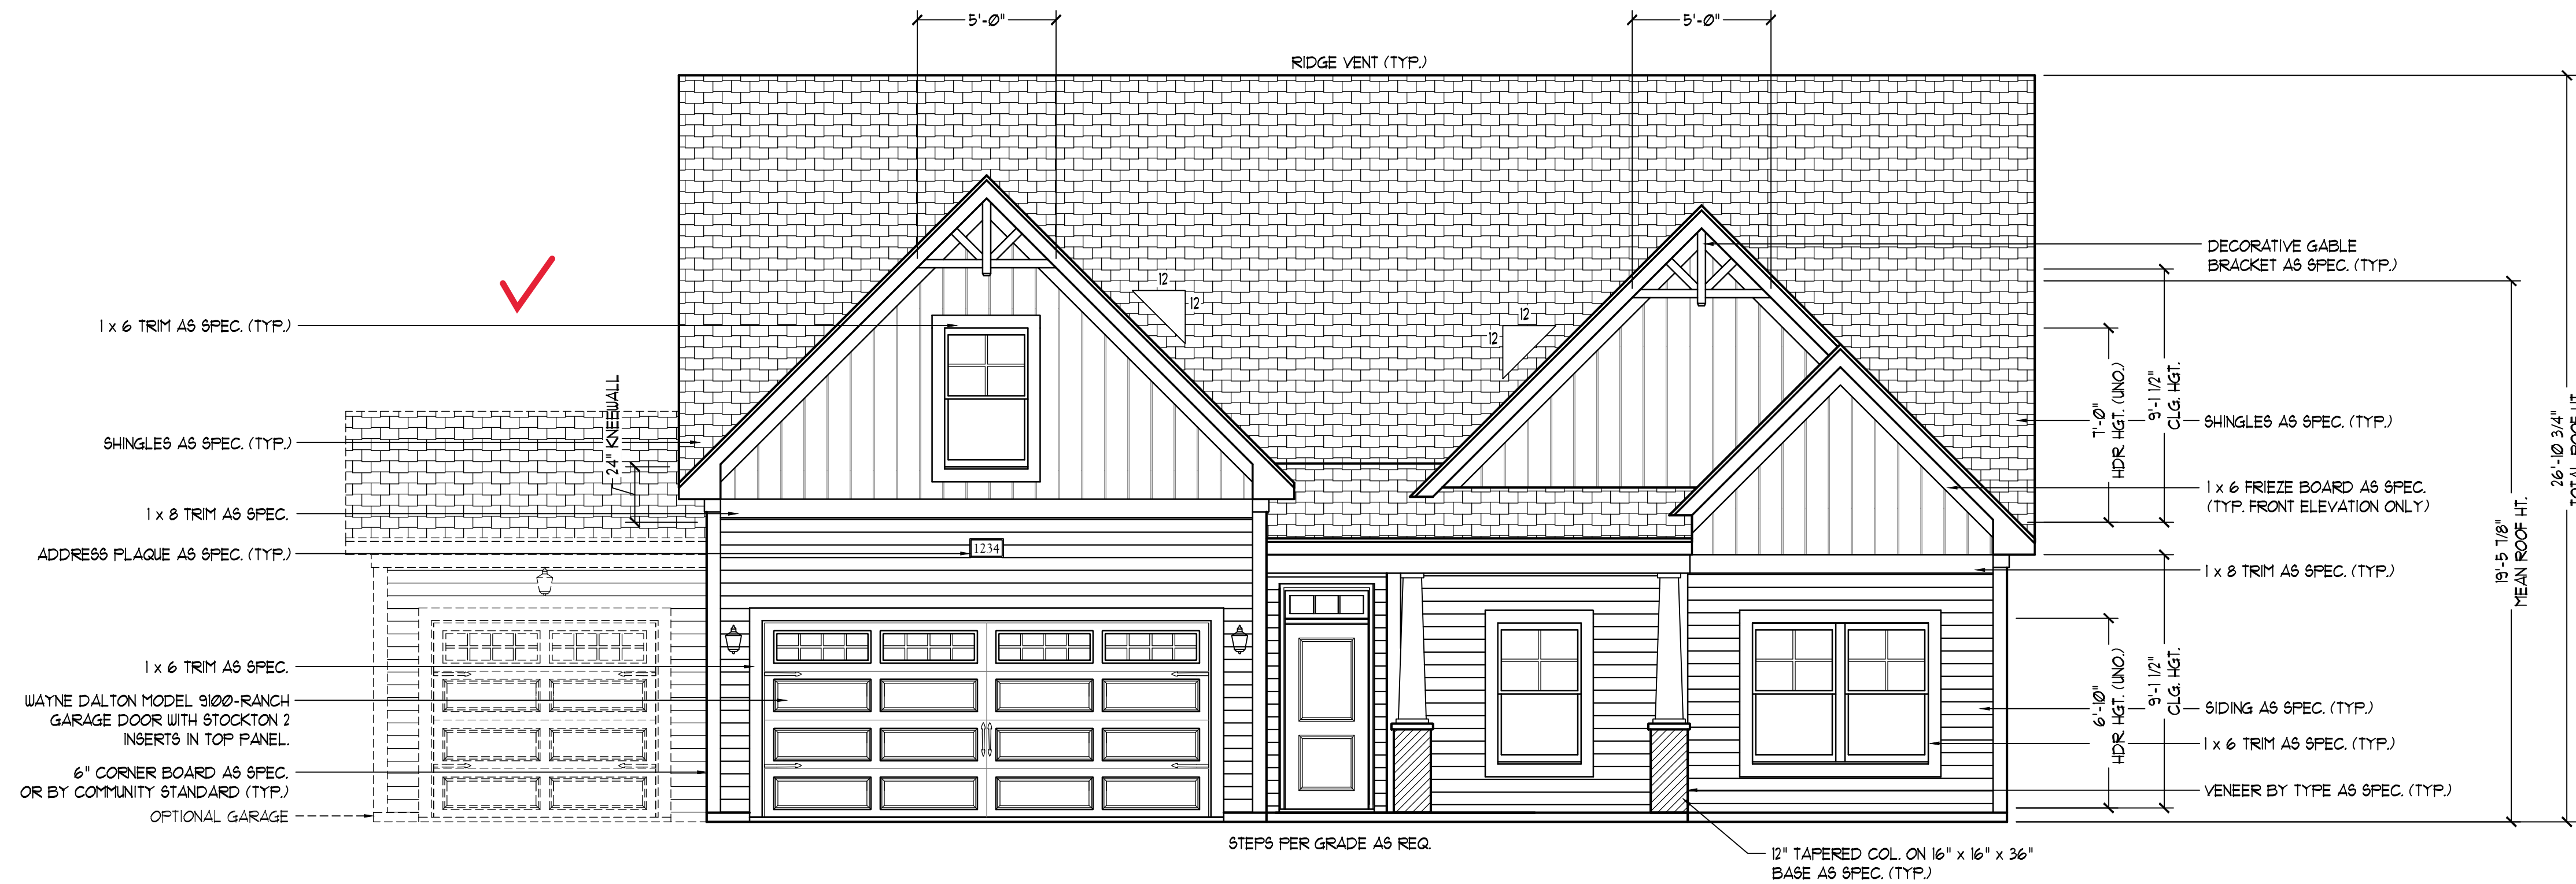 5'-0"
5'-0"
RIDGE VENT (TYP.)
12
12
12
12
1 x 6 TRIM AS SPEC. (TYP.)
24" KNEEWALL
SHINGLES AS SPEC. (TYP.)
1 x 8 TRIM AS SPEC.
ADDRESS PLAQUE AS SPEC. (TYP.)
1234
1 x 6 TRIM AS SPEC.
WAYNE DALTON MODEL 9100-RANCH
GARAGE DOOR WITH STOCKTON 2
INSERTS IN TOP PANEL.
6" CORNER BOARD AS SPEC.
OR BY COMMUNITY STANDARD (TYP.)
OPTIONAL GARAGE
STEPS PER GRADE AS REQ.
DECORATIVE GABLE
BRACKET AS SPEC. (TYP.)
7'-0"
HDR. HGT. (UNO.)
9'-1 1/2"
CLG. HGT.
SHINGLES AS SPEC. (TYP.)
1 x 6 FRIEZE BOARD AS SPEC.
(TYP. FRONT ELEVATION ONLY)
1 x 8 TRIM AS SPEC. (TYP.)
6'-10"
HDR. HGT. (UNO.)
9'-1 1/2"
CLG. HGT.
SIDING AS SPEC. (TYP.)
1 x 6 TRIM AS SPEC. (TYP.)
VENEER BY TYPE AS SPEC. (TYP.)
12" TAPERED COL. ON 16" x 16" x 36"
BASE AS SPEC. (TYP.)
19'-5 7/8"
MEAN ROOF HT.
26'-10 3/4"
TOTAL ROOF HT.